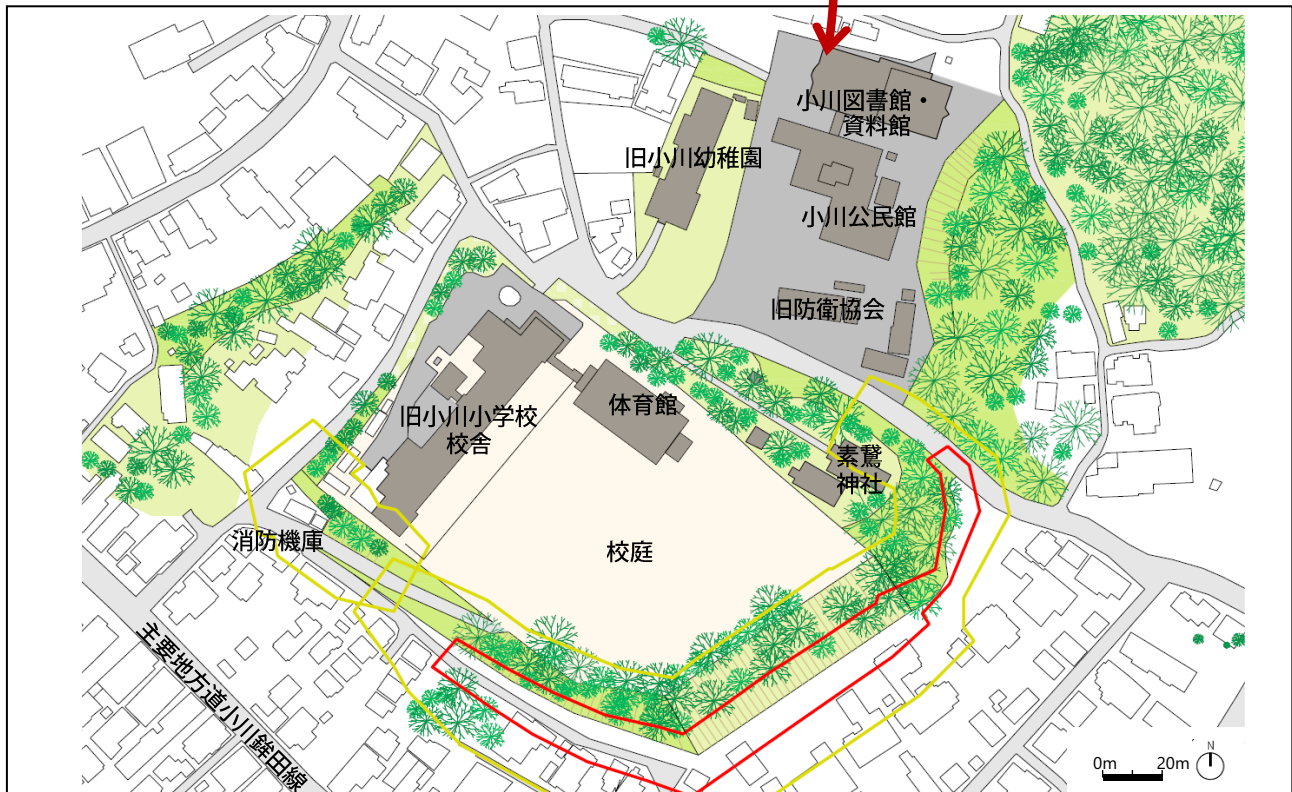 小川図書館・
資料館
旧小川幼稚園
小川公民館
旧防衛協会
体育館
旧小川小学校
校舎
素鵞
神社
消防機庫
校庭
主要地方道小川鉾田線
N
0m 20m